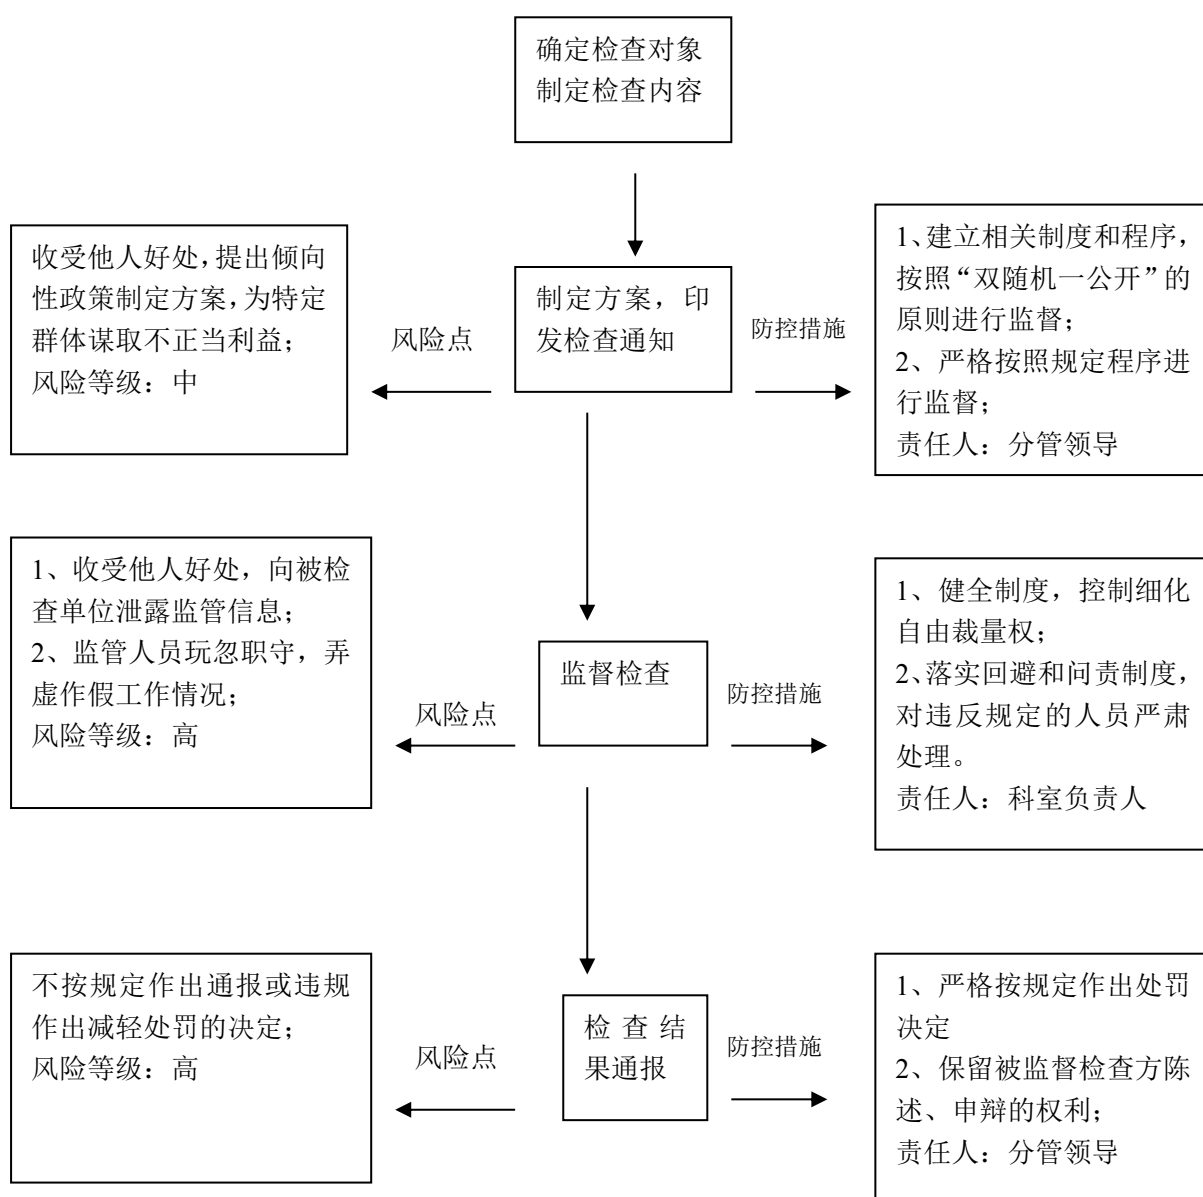 确定检查对象
制定检查内容
收受他人好处，提出倾向
性政策制定方案，为特定
群体谋取不正当利益；
风险等级：中
风险点
制定方案，印
发检查通知
防控措施
1、建立相关制度和程序，
按照“双随机一公开”的
原则进行监督；
2、严格按照规定程序进
行监督；
责任人：分管领导
1、收受他人好处，向被检
查单位泄露监管信息；
2、监管人员玩忽职守，弄
虚作假工作情况；
风险等级：高
风险点
监督检查
防控措施
1、健全制度，控制细化
自由裁量权；
2、落实回避和问责制度，
对违反规定的人员严肃
处理。
责任人：科室负责人
不按规定作出通报或违规
作出减轻处罚的决定；
风险等级：高
风险点
检查结
果通报
防控措施
1、严格按规定作出处罚
决定
2、保留被监督检查方陈
述、申辩的权利；
责任人：分管领导